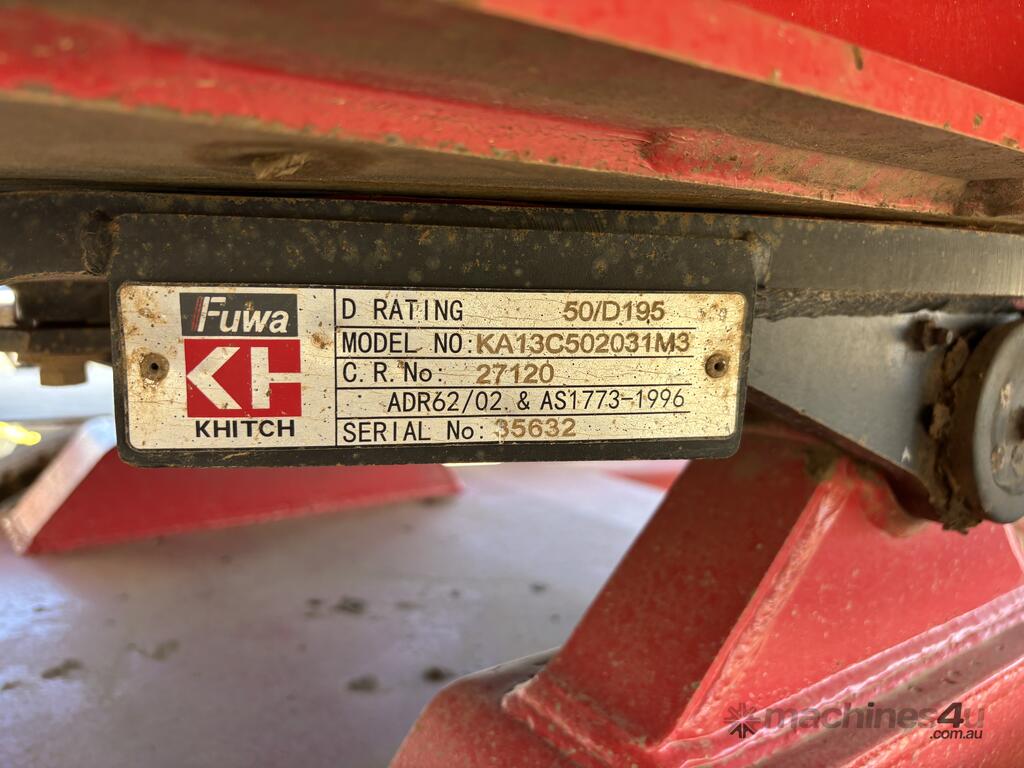 Fuwa
KH
KHITCH
D RATING 50/D195
MODEL NO: KA13C502031M3
C.R.No: 27120
ADR62/02 & AS1773-1996
SERIAL No: 35632
machines4u
.com.au